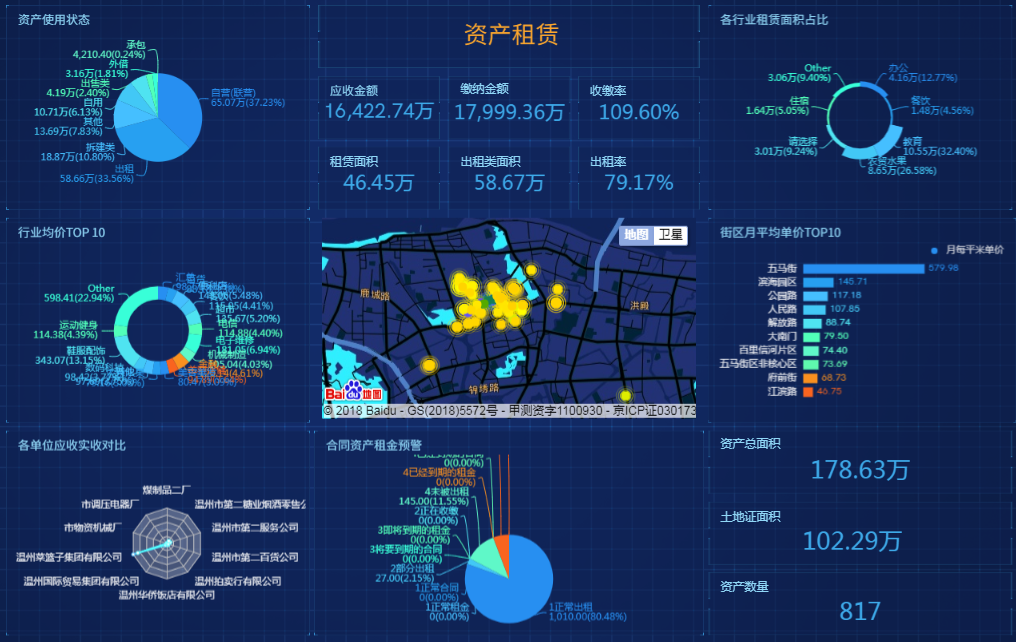 资产使用状态
承包
4,210.40(0.24%)
外借
3.16万(1.81%)
出售类
4.19万(2.40%)
自用
10.71万(6.13%)
其他
13.69万(7.83%)
拆建类
18.87万(10.80%)
出租
58.66万(33.56%)
自营(联营)
65.07万(37.23%)
资产租赁
应收金额
16,422.74万
缴纳金额
17,999.36万
收缴率
109.60%
租赁面积
46.45万
出租类面积
58.67万
出租率
79.17%
各行业租赁面积占比
Other
3.06万(9.40%)
办公
4.16万(12.77%)
住宿
1.64万(5.05%)
餐饮
1.48万(4.56%)
请选择
3.01万(9.24%)
教育
10.55万(32.40%)
农贸水果
8.65万(26.58%)
行业均价TOP 10
Other
598.41(22.94%)
运动健身
114.38(4.39%)
鞋服配饰
343.07(13.15%)
数码科技
电信
114.88(4.40%)
电子维修
181.05(6.94%)
机械制造
105.04(4.03%)
地图
卫星
鹿城路
洪殿
锦绣路
Bai du 地图
© 2018 Baidu - GS(2018)5572号 - 甲测资字1100930 - 京ICP证030173
街区月平均单价TOP10
月每平米单价
五马街 579.98
滨海园区 145.71
公园路 117.18
人民路 107.85
解放路 88.74
大南门 79.50
百里信河片区 74.40
五马街区非核心区 73.69
府前街 68.73
江滨路 46.75
各单位应收实收对比
煤制品二厂
市调压电器厂
温州市第二糖业烟酒零售公
市物资机械厂
温州市第二服务公司
温州菜篮子集团有限公司
温州市第二百货公司
温州国际贸易集团有限公司
温州拍卖行有限公司
温州华侨饭店有限公司
合同资产租金预警
0(0.00%)
4已经到期的租金
0(0.00%)
4未被出租
145.00(11.55%)
2正在收缴
0(0.00%)
3即将到期的租金
0(0.00%)
3将要到期的合同
0(0.00%)
2部分出租
27.00(2.15%)
1正常合同
0(0.00%)
1正常租金
0(0.00%)
1正常出租
1,010.00(80.48%)
资产总面积
178.63万
土地证面积
102.29万
资产数量
817